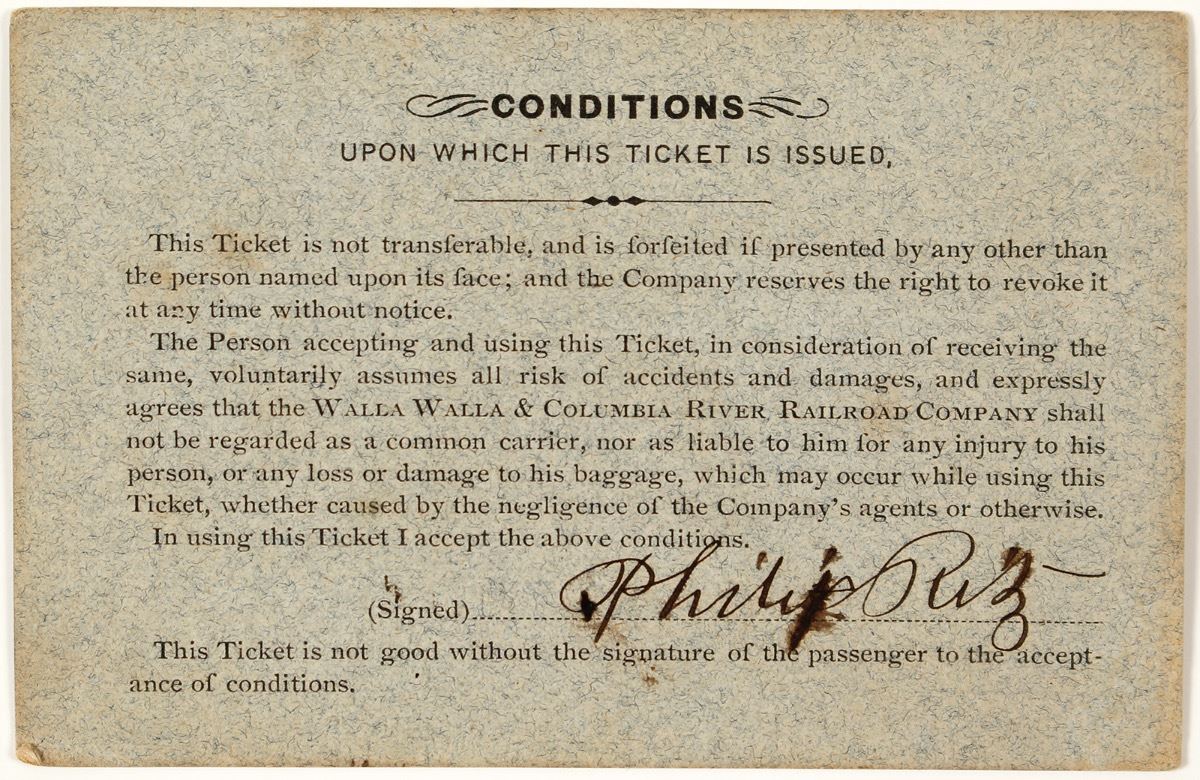 CONDITIONS
UPON WHICH THIS TICKET IS ISSUED,
This Ticket is not transferable, and is forfeited if presented by any other than
the person named upon its face; and the Company reserves the right to revoke it
at any time without notice.
The Person accepting and using this Ticket, in consideration of receiving the
same, voluntarily assumes all risk of accidents and damages, and expressly
agrees that the WALLA WALLA & COLUMBIA RIVER RAILROAD COMPANY shall
not be regarded as a common carrier, nor as liable to him for any injury to his
person, or any loss or damage to his baggage, which may occur while using this
Ticket, whether caused by the negligence of the Company's agents or otherwise.
In using this Ticket I accept the above conditions.
(Signed) Philip Ritz
This Ticket is not good without the signature of the passenger to the accept-
ance of conditions.